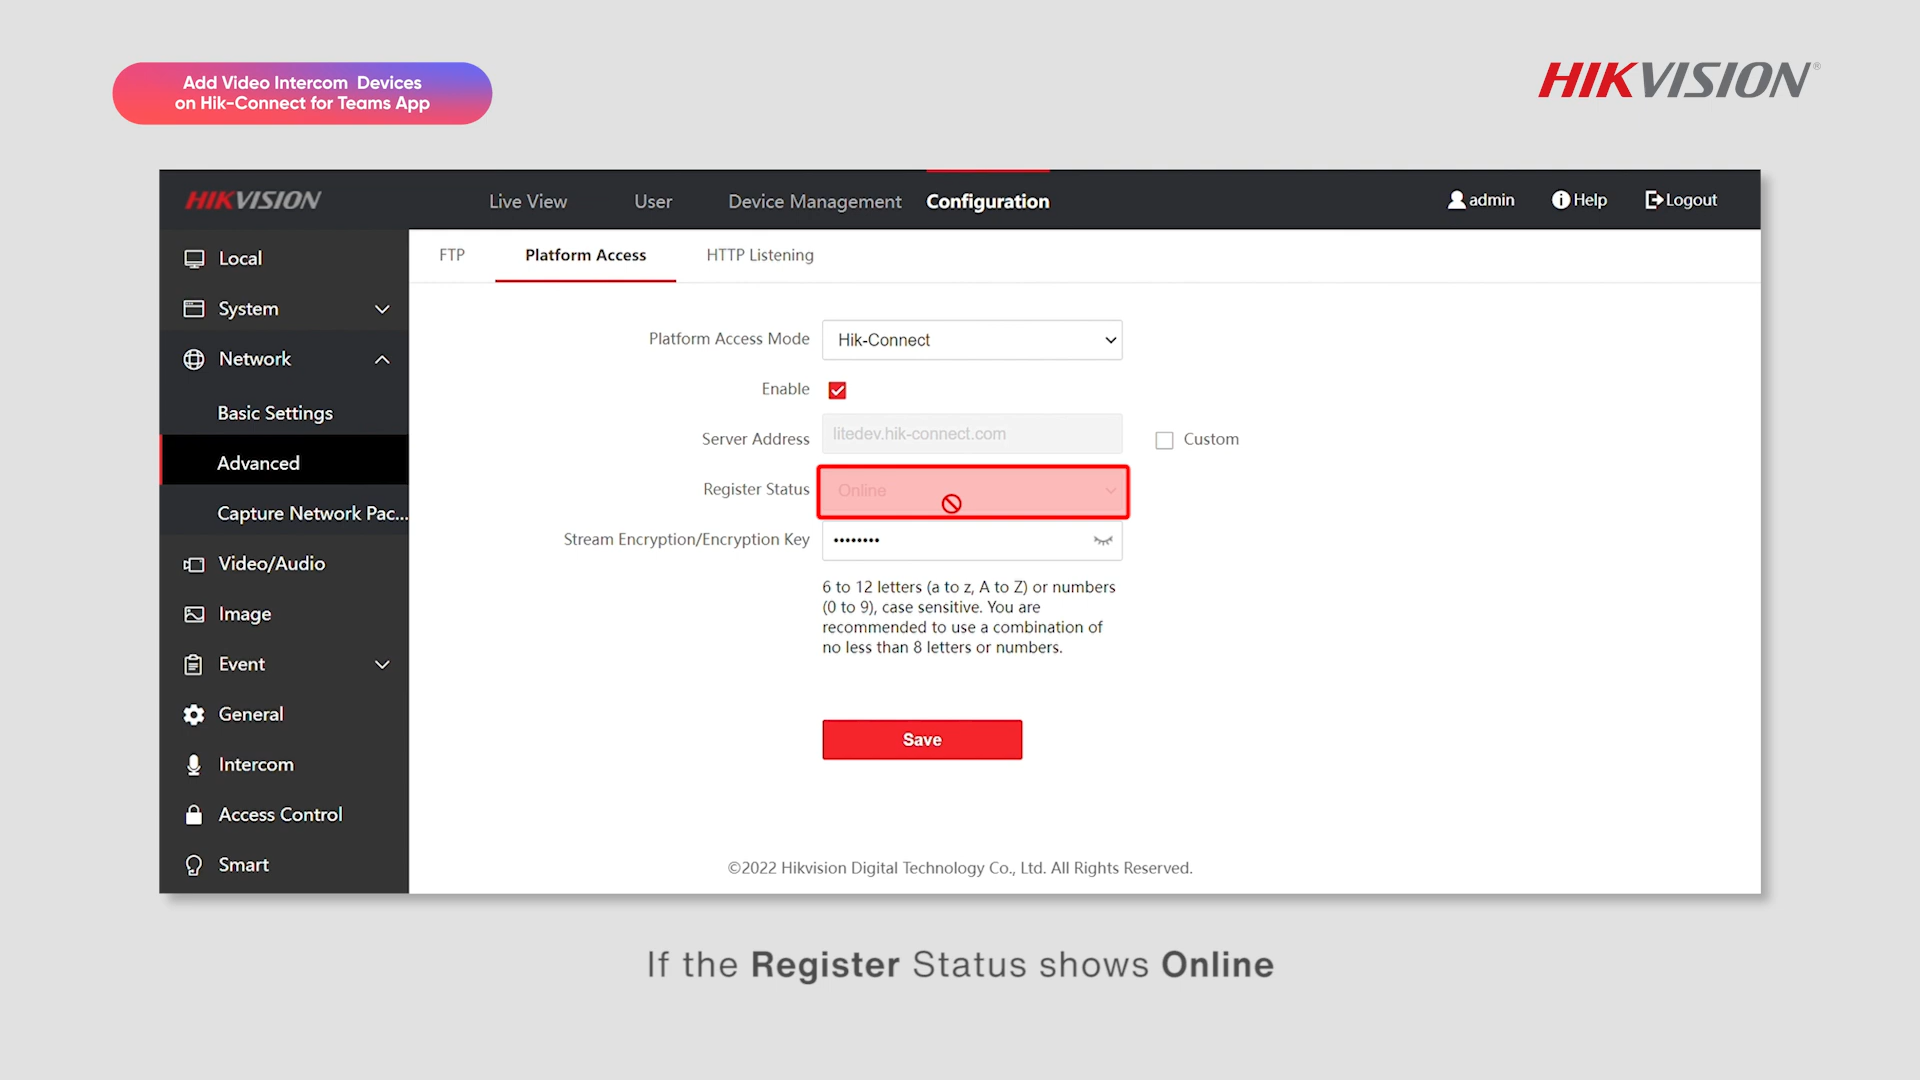 Add Video Intercom Devices
on Hik-Connect for Teams App
HIKVISION®
HIKVISION
Live View
User
Device Management
Configuration
admin
Help
Logout
Local
System
Network
Basic Settings
Advanced
Capture Network Pac...
Video/Audio
Image
Event
General
Intercom
Access Control
Smart
FTP
Platform Access
HTTP Listening
Platform Access Mode
Hik-Connect
Enable
Server Address
litedev.hik-connect.com
Custom
Register Status
Online
Stream Encryption/Encryption Key
••••••••
6 to 12 letters (a to z, A to Z) or numbers
(0 to 9), case sensitive. You are
recommended to use a combination of
no less than 8 letters or numbers.
Save
©2022 Hikvision Digital Technology Co., Ltd. All Rights Reserved.
If the Register Status shows Online